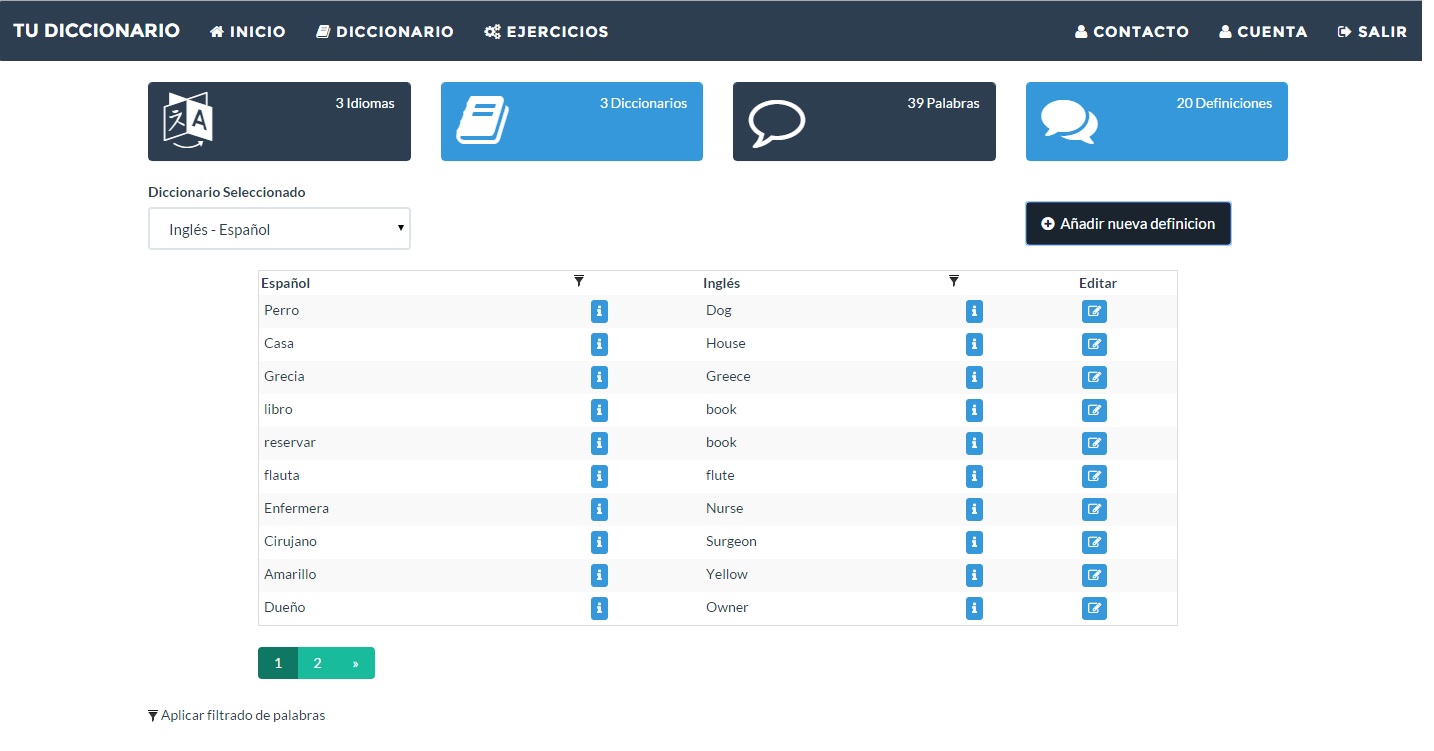 TU DICCIONARIO INICIO DICCIONARIO EJERCICIOS CONTACTO CUENTA SALIR
3 Idiomas 3 Diccionarios 39 Palabras 20 Definiciones
Diccionario Seleccionado
Inglés - Español Añadir nueva definicion
Español Inglés Editar
Perro Dog
Casa House
Grecia Greece
libro book
reservar book
flauta flute
Enfermera Nurse
Cirujano Surgeon
Amarillo Yellow
Dueño Owner
1 2 »
Aplicar filtrado de palabras